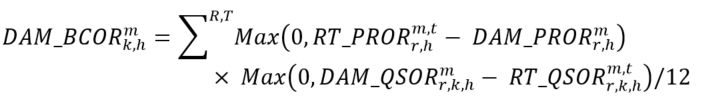 DAM_BCOR^m_{k,h} = ∑^{R,T} Max(0, RT_PROR^{m,t}_{r,h} − DAM_PROR^m_{r,h})
× Max(0, DAM_QSOR^m_{r,k,h} − RT_QSOR^{m,t}_{r,k,h})/12